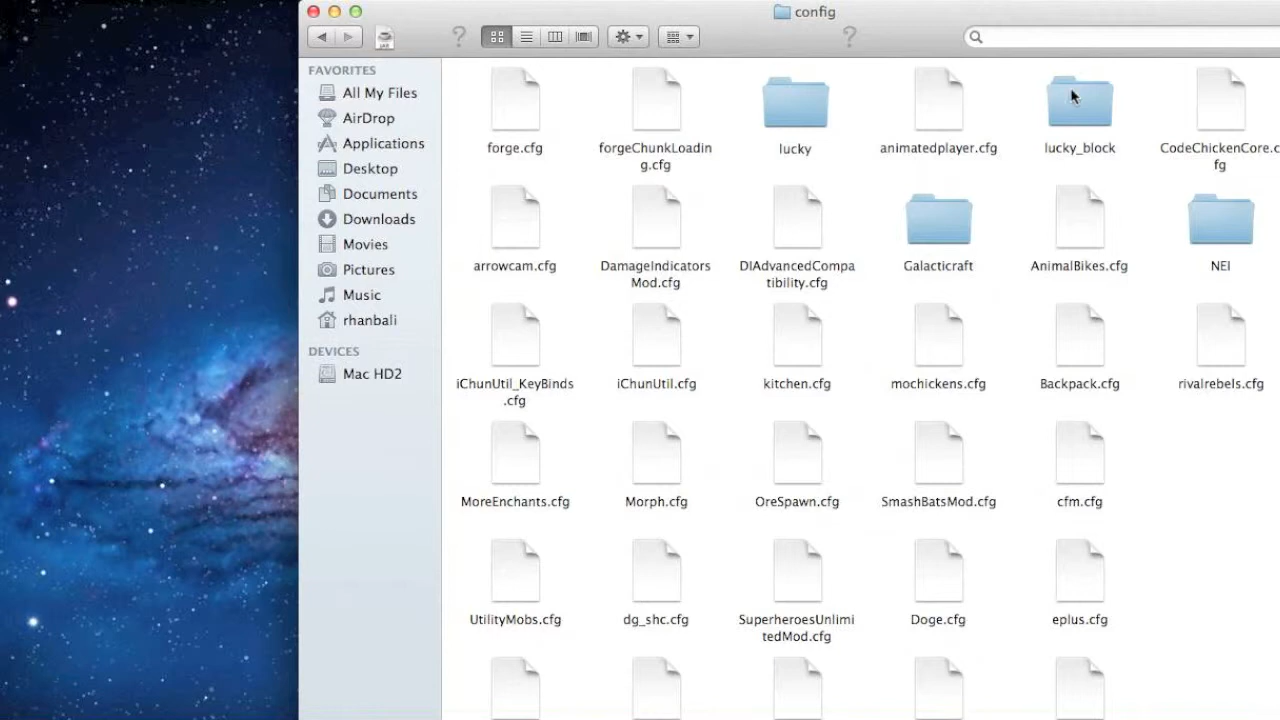 config
FAVORITES
All My Files
AirDrop
Applications
Desktop
Documents
Downloads
Movies
Pictures
Music
rhanbali
DEVICES
Mac HD2
forge.cfg
forgeChunkLoadin
g.cfg
lucky
animatedplayer.cfg
lucky_block
CodeChickenCore.c
fg
arrowcam.cfg
DamageIndicators
Mod.cfg
DIAdvancedCompa
tibility.cfg
Galacticraft
AnimalBikes.cfg
NEI
iChunUtil_KeyBinds
.cfg
iChunUtil.cfg
kitchen.cfg
mochickens.cfg
Backpack.cfg
rivalrebels.cfg
MoreEnchants.cfg
Morph.cfg
OreSpawn.cfg
SmashBatsMod.cfg
cfm.cfg
UtilityMobs.cfg
dg_shc.cfg
SuperheroesUnlimi
tedMod.cfg
Doge.cfg
eplus.cfg